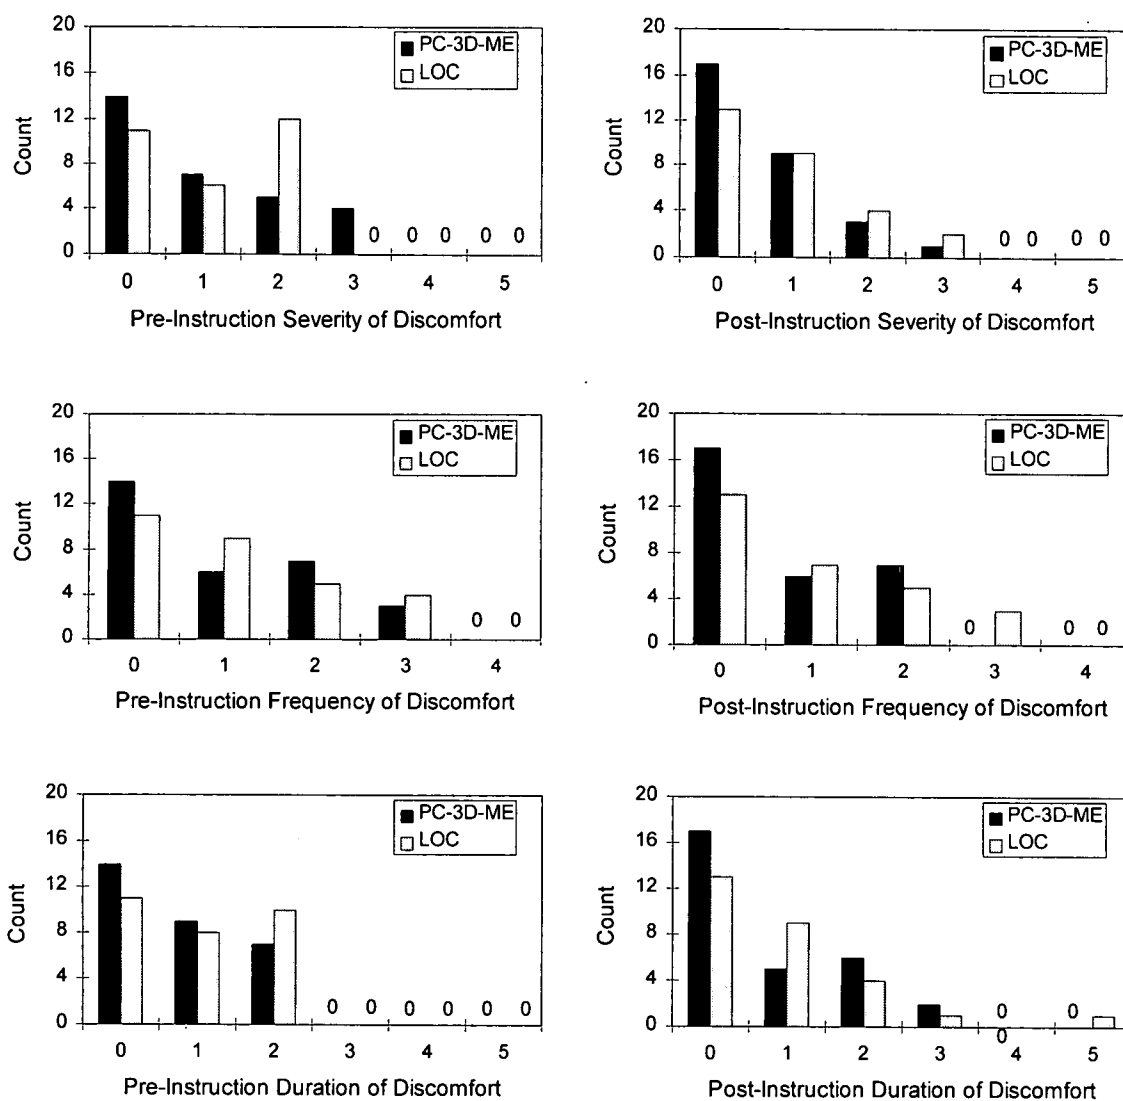 20
16
12
8
4
0
Count
PC-3D-ME
LOC
0 0 0 0 0
0 1 2 3 4 5
Pre-Instruction Severity of Discomfort
20
16
12
8
4
0
Count
PC-3D-ME
LOC
0 0 0 0
0 1 2 3 4 5
Post-Instruction Severity of Discomfort
20
16
12
8
4
0
Count
PC-3D-ME
LOC
0 0
0 1 2 3 4
Pre-Instruction Frequency of Discomfort
20
16
12
8
4
0
Count
PC-3D-ME
LOC
0 0 0
0 1 2 3 4
Post-Instruction Frequency of Discomfort
20
16
12
8
4
0
Count
PC-3D-ME
LOC
0 0 0 0 0 0
0 1 2 3 4 5
Pre-Instruction Duration of Discomfort
20
16
12
8
4
0
Count
PC-3D-ME
LOC
0 0
0
0 1 2 3 4 5
Post-Instruction Duration of Discomfort